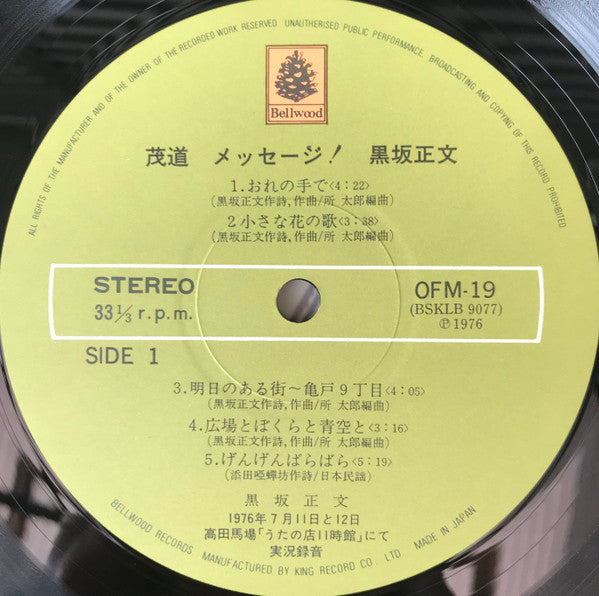 ALL RIGHTS OF THE MANUFACTURER AND OF THE OWNER OF THE RECORDED WORK RESERVED. UNAUTHORISED PUBLIC PERFORMANCE, BROADCASTING AND COPYING OF THIS RECORD PROHIBITED
Bellwood
茂道 メッセージ! 黒坂正文
1.おれの手で<4:22>
(黒坂正文作詩,作曲/所 太郎編曲)
2小さな花の歌<3:38>
(黒坂正文作詩,作曲/所 太郎編曲)
STEREO
33⅓ r.p.m.
OFM-19
(BSKLB 9077)
℗1976
SIDE 1
3.明日のある街〜亀戸9丁目<4:05>
(黒坂正文作詩,作曲/所 太郎編曲)
4.広場とぼくらと青空と<3:16>
(黒坂正文作詩,作曲/所 太郎編曲)
5.げんげんばらばら<5:19>
(添田啞蟬坊作詩/日本民謡)
黒坂正文
1976年7月11日と12日
高田馬場「うたの店11時館」にて
実況録音
BELLWOOD RECORDS MANUFACTURED BY KING RECORD CO. LTD MADE IN JAPAN